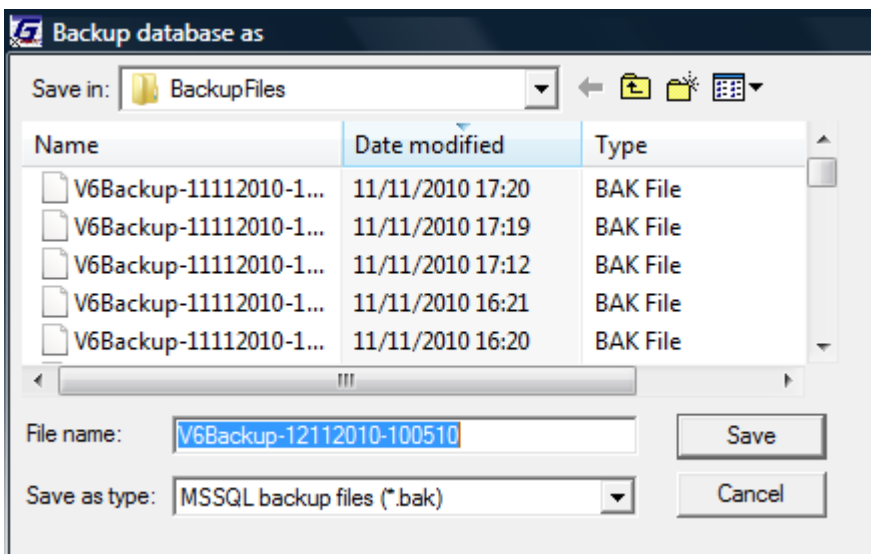 Backup database as
Save in: BackupFiles
Name Date modified Type
V6Backup-11112010-1... 11/11/2010 17:20 BAK File
V6Backup-11112010-1... 11/11/2010 17:19 BAK File
V6Backup-11112010-1... 11/11/2010 17:12 BAK File
V6Backup-11112010-1... 11/11/2010 16:21 BAK File
V6Backup-11112010-1... 11/11/2010 16:20 BAK File
File name: V6Backup-12112010-100510 Save
Save as type: MSSQL backup files (*.bak) Cancel